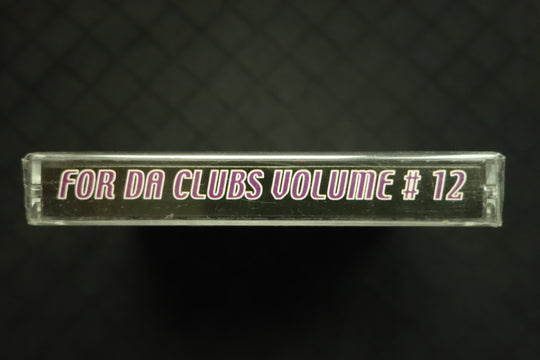 FOR DA CLUBS VOLUME # 12